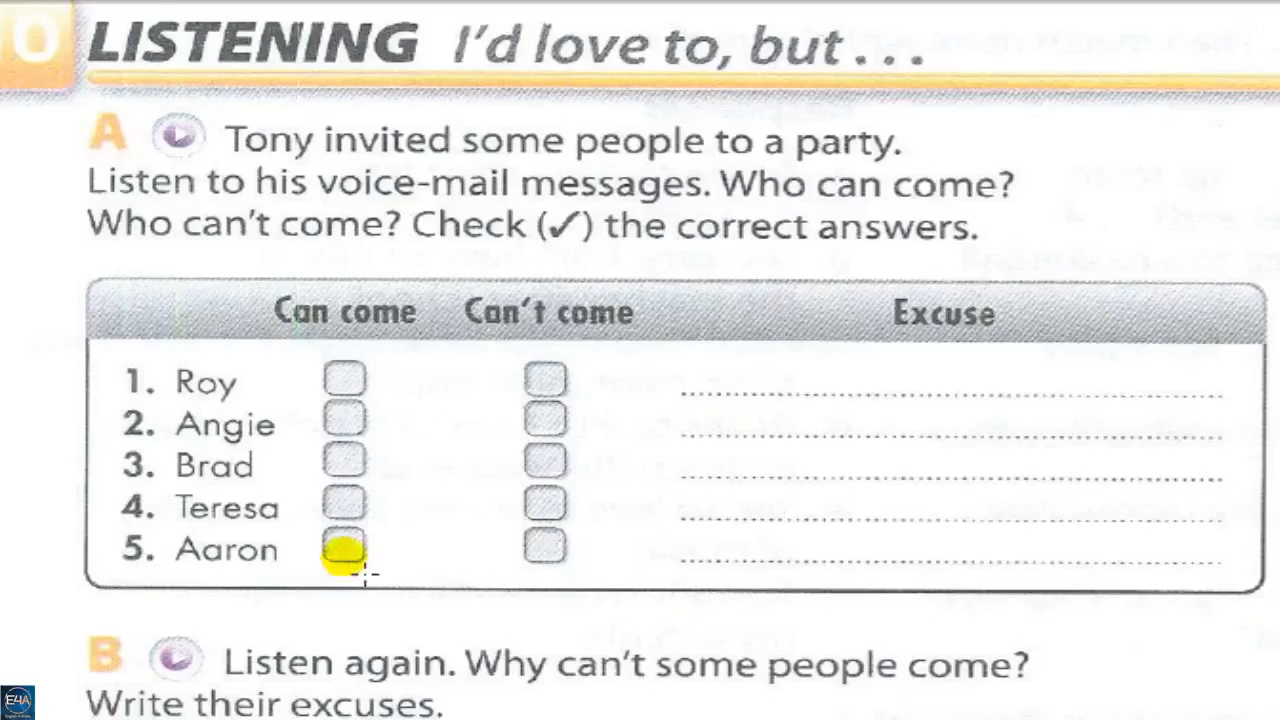 0 LISTENING I'd love to, but . . .
A Tony invited some people to a party.
Listen to his voice-mail messages. Who can come?
Who can't come? Check (✓) the correct answers.
Can come Can't come Excuse
1. Roy
2. Angie
3. Brad
4. Teresa
5. Aaron
B Listen again. Why can't some people come?
Write their excuses.
E4A